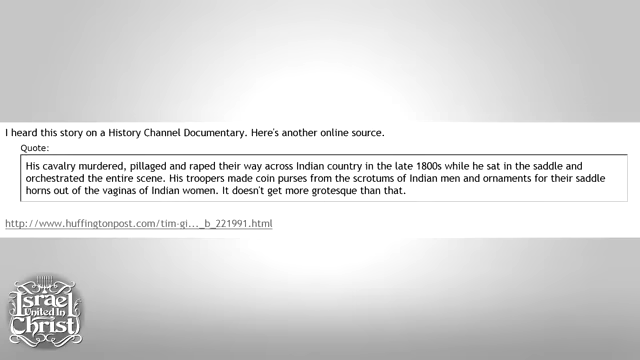 I heard this story on a History Channel Documentary. Here's another online source.
Quote:
His cavalry murdered, pillaged and raped their way across Indian country in the late 1800s while he sat in the saddle and
orchestrated the entire scene. His troopers made coin purses from the scrotums of Indian men and ornaments for their saddle
horns out of the vaginas of Indian women. It doesn't get more grotesque than that.
http://www.huffingtonpost.com/tim-gi..._b_221991.html
Israel
United In
Christ